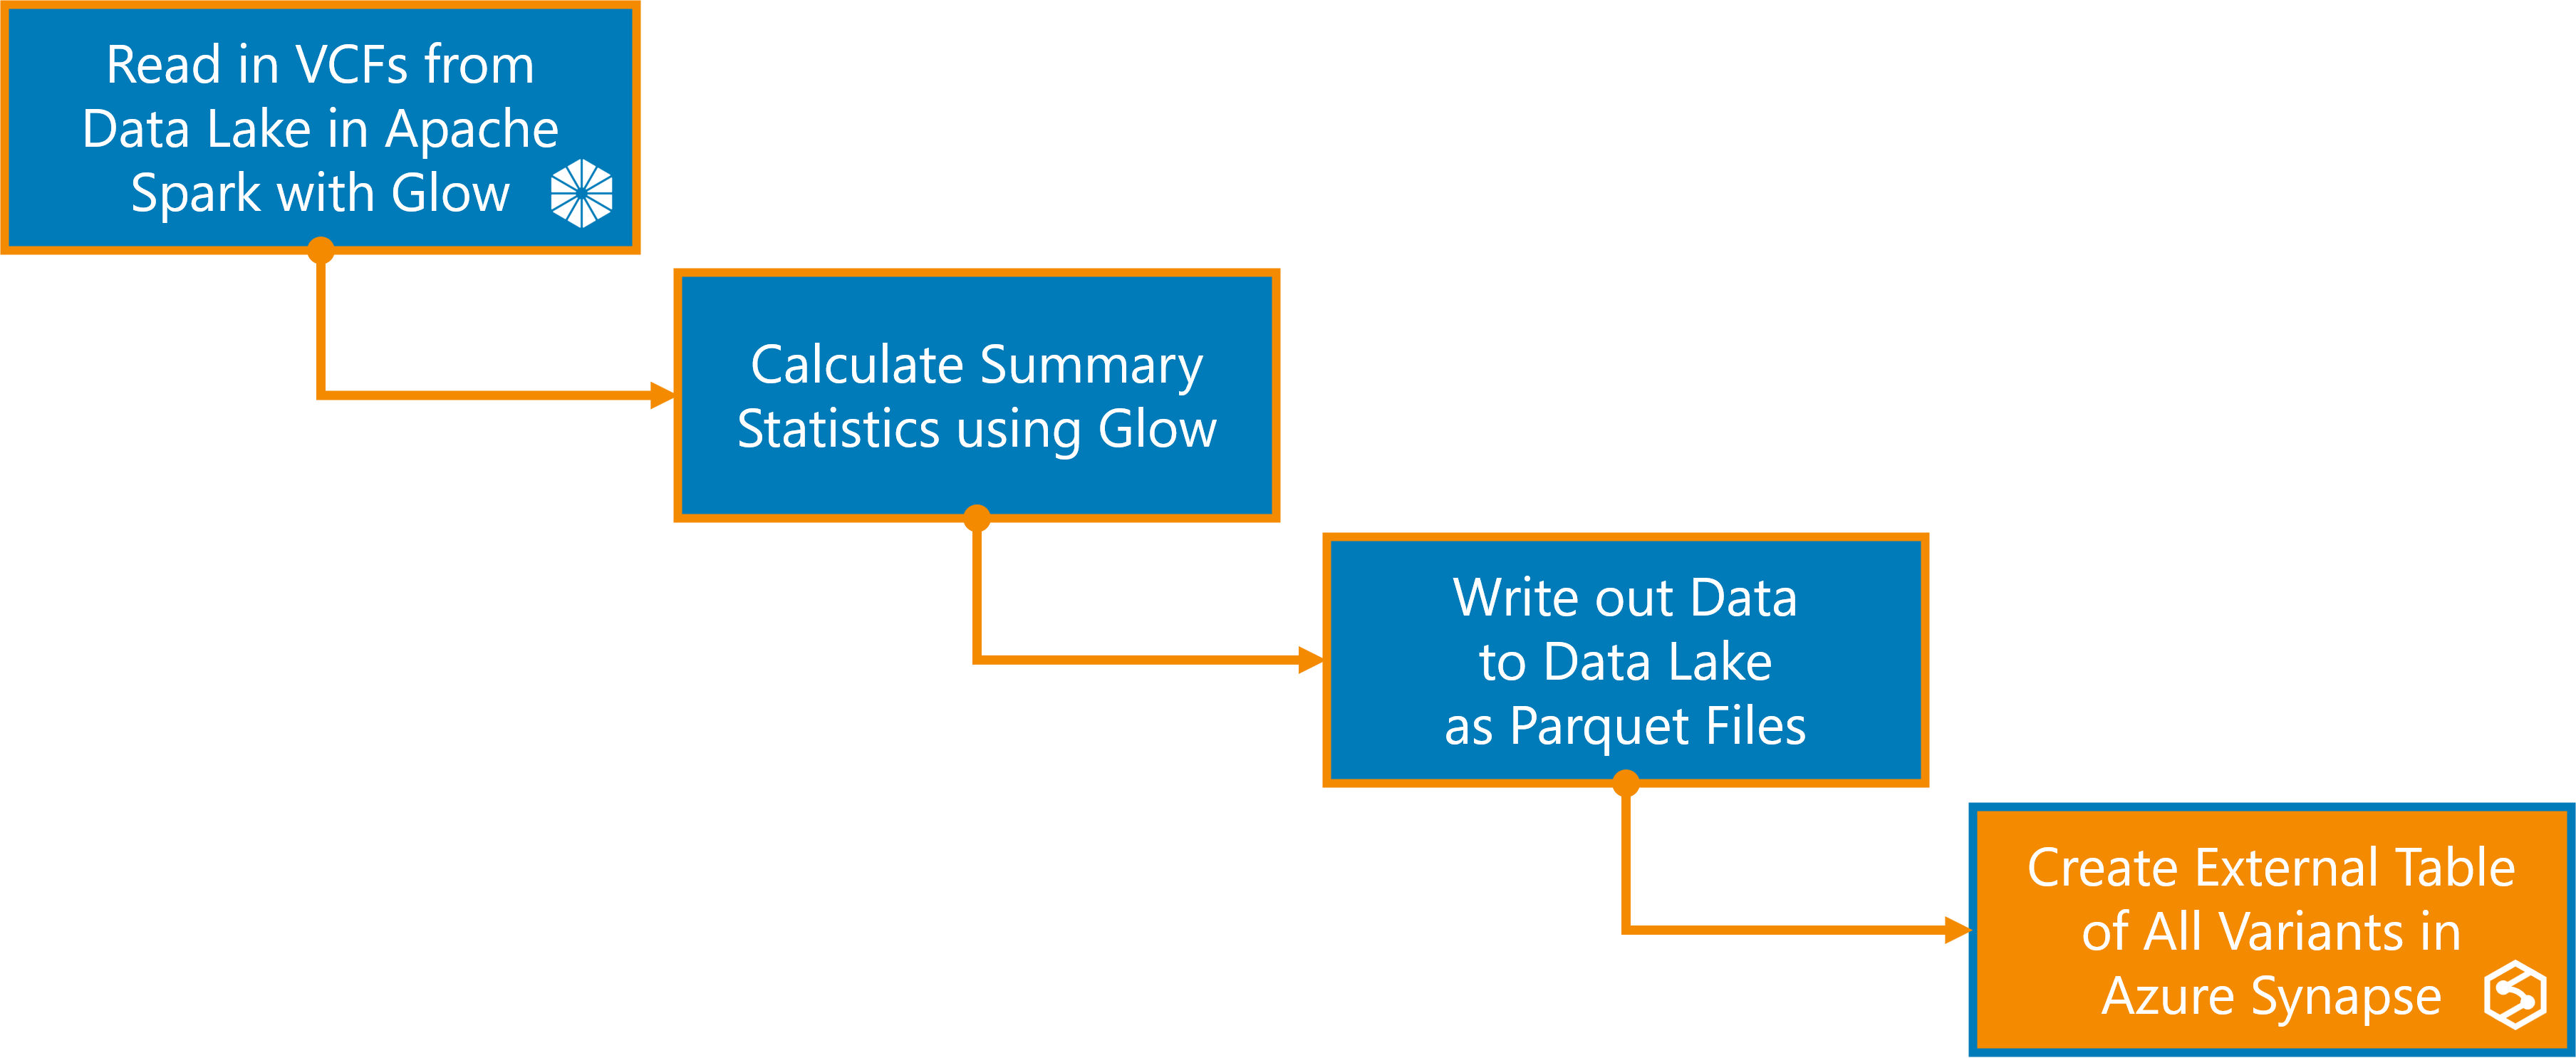 Read in VCFs from
Data Lake in Apache
Spark with Glow
Calculate Summary
Statistics using Glow
Write out Data
to Data Lake
as Parquet Files
Create External Table
of All Variants in
Azure Synapse